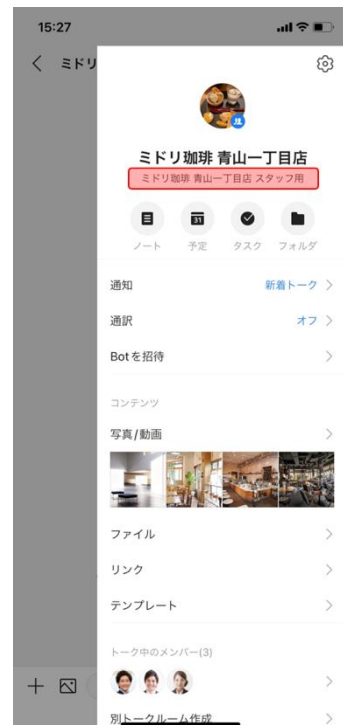 15:27
ミドリ
ミドリ珈琲 青山一丁目店
ミドリ珈琲 青山一丁目店 スタッフ用
31
ノート 予定 タスク フォルダ
通知 新着トーク
通訳 オフ
Botを招待
コンテンツ
写真/動画
ファイル
リンク
テンプレート
トーク中のメンバー(3)
別トークルーム作成